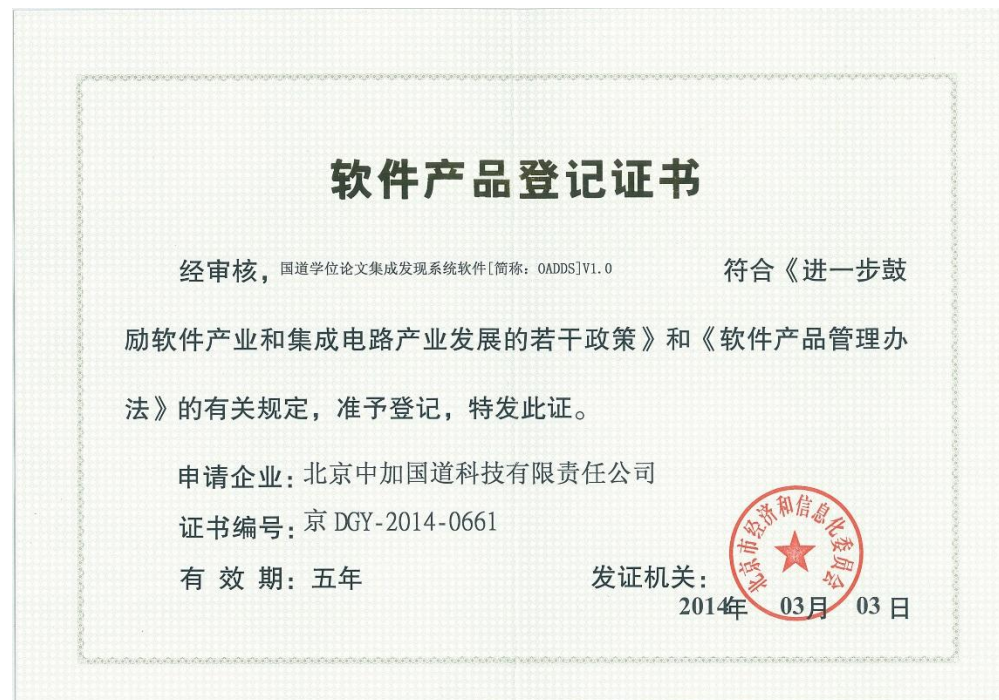 软件产品登记证书
经审核，国道学位论文集成发现系统软件[简称：OADDS]V1.0 符合《进一步鼓
励软件产业和集成电路产业发展的若干政策》和《软件产品管理办
法》的有关规定，准予登记，特发此证。
申请企业：北京中加国道科技有限责任公司
证书编号：京 DGY-2014-0661
有 效 期：五年
发证机关：
北京市经济和信息化委员会
2014年 03月 03 日